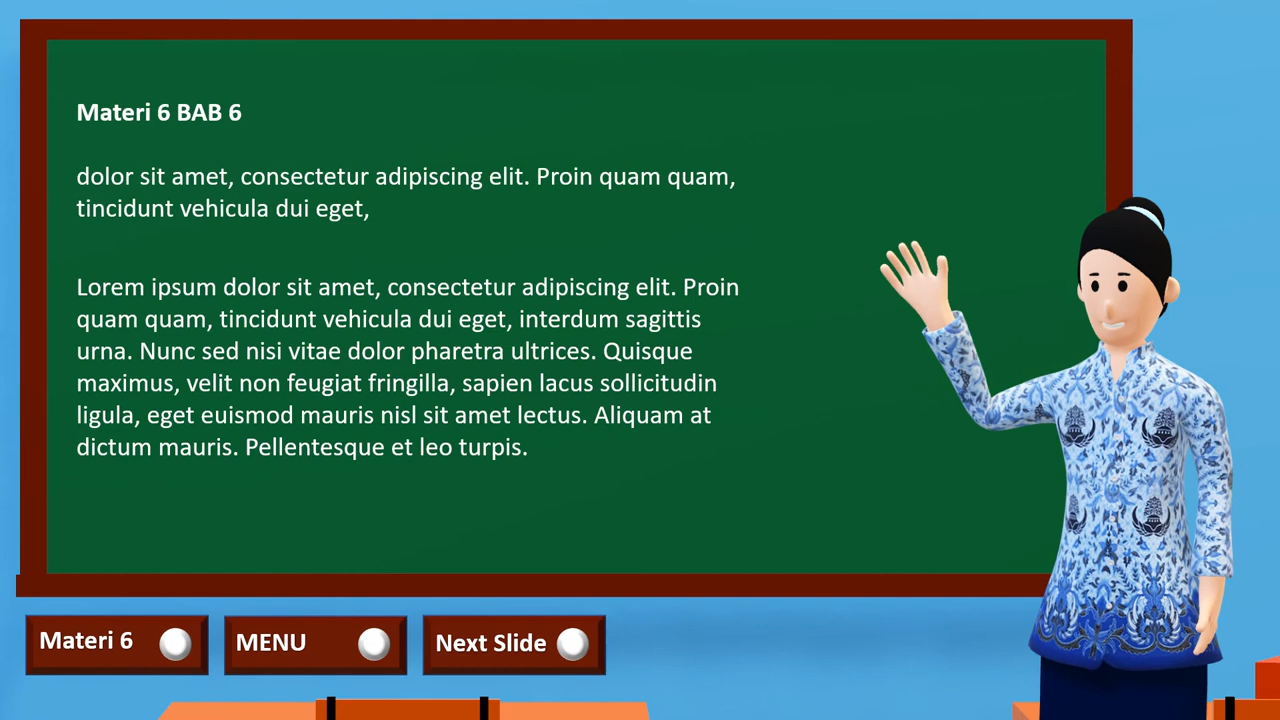 Materi 6 BAB 6
dolor sit amet, consectetur adipiscing elit. Proin quam quam,
tincidunt vehicula dui eget,
Lorem ipsum dolor sit amet, consectetur adipiscing elit. Proin
quam quam, tincidunt vehicula dui eget, interdum sagittis
urna. Nunc sed nisi vitae dolor pharetra ultrices. Quisque
maximus, velit non feugiat fringilla, sapien lacus sollicitudin
ligula, eget euismod mauris nisl sit amet lectus. Aliquam at
dictum mauris. Pellentesque et leo turpis.
Materi 6
MENU
Next Slide